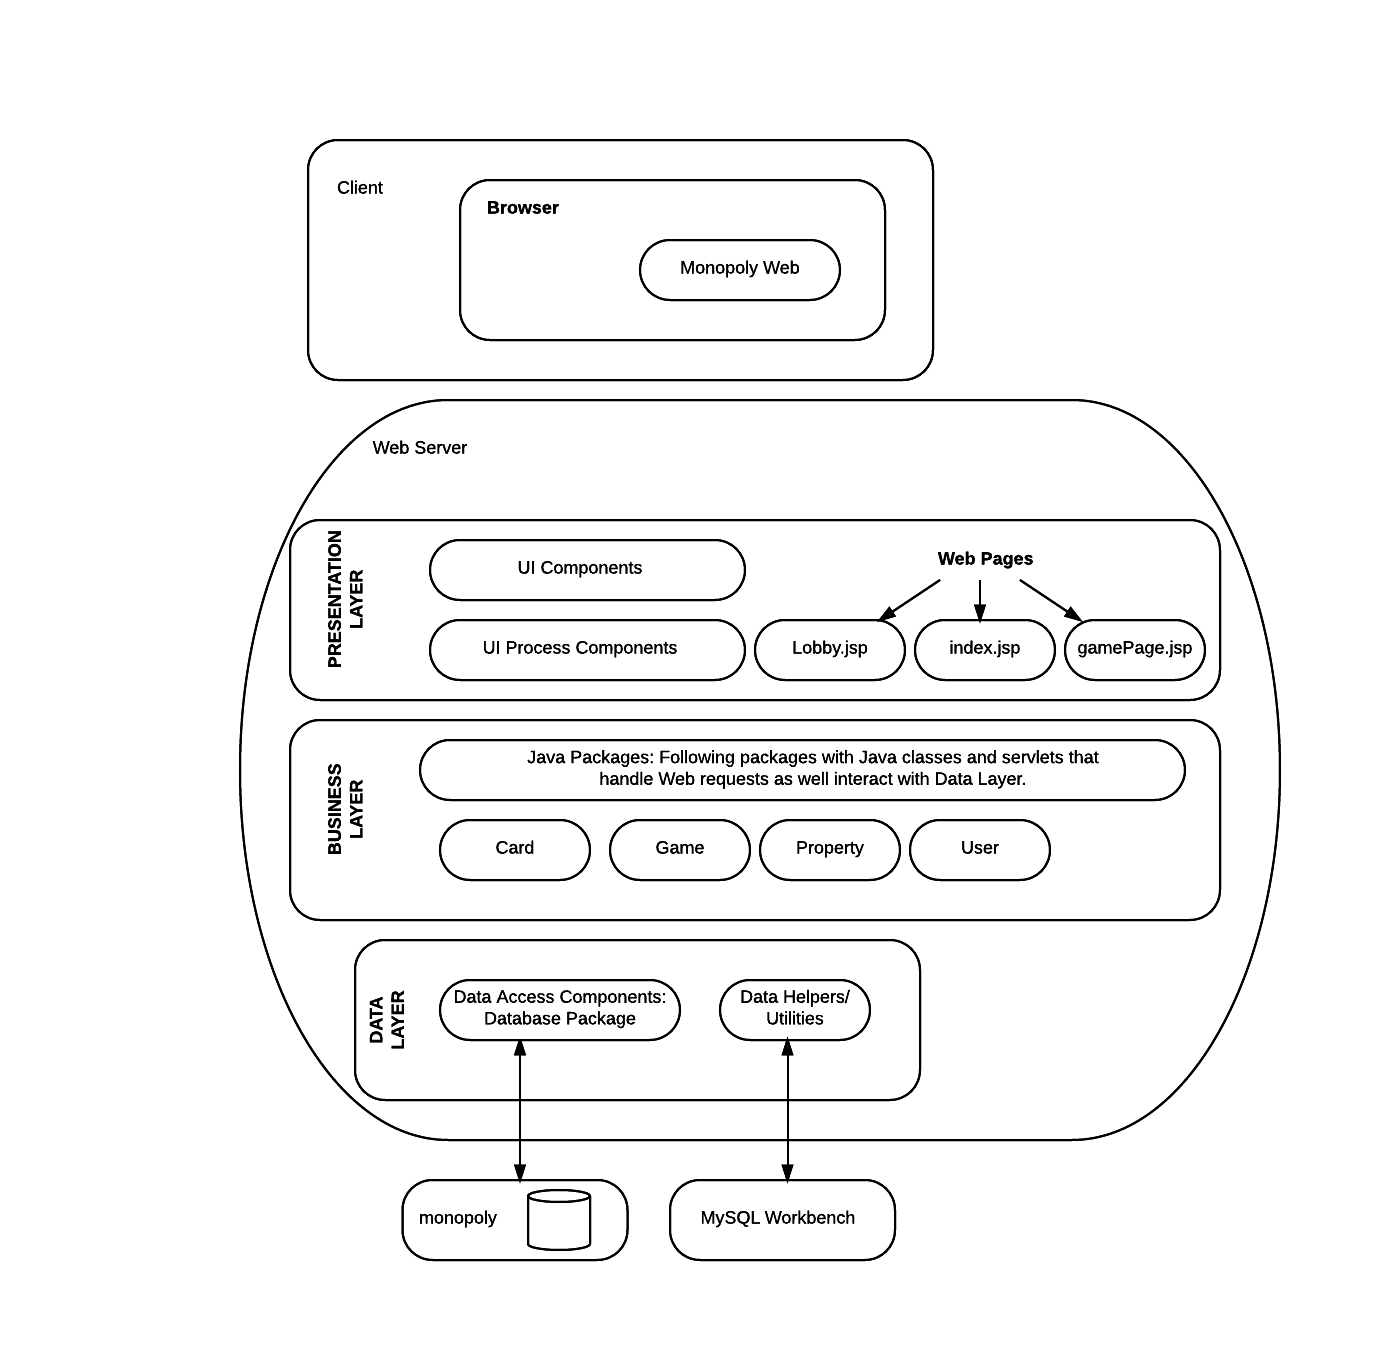 Client
Browser
Monopoly Web
Web Server
PRESENTATION
LAYER
UI Components
Web Pages
UI Process Components
Lobby.jsp
index.jsp
gamePage.jsp
BUSINESS
LAYER
Java Packages: Following packages with Java classes and servlets that
handle Web requests as well interact with Data Layer.
Card
Game
Property
User
DATA
LAYER
Data Access Components:
Database Package
Data Helpers/
Utilities
monopoly
MySQL Workbench